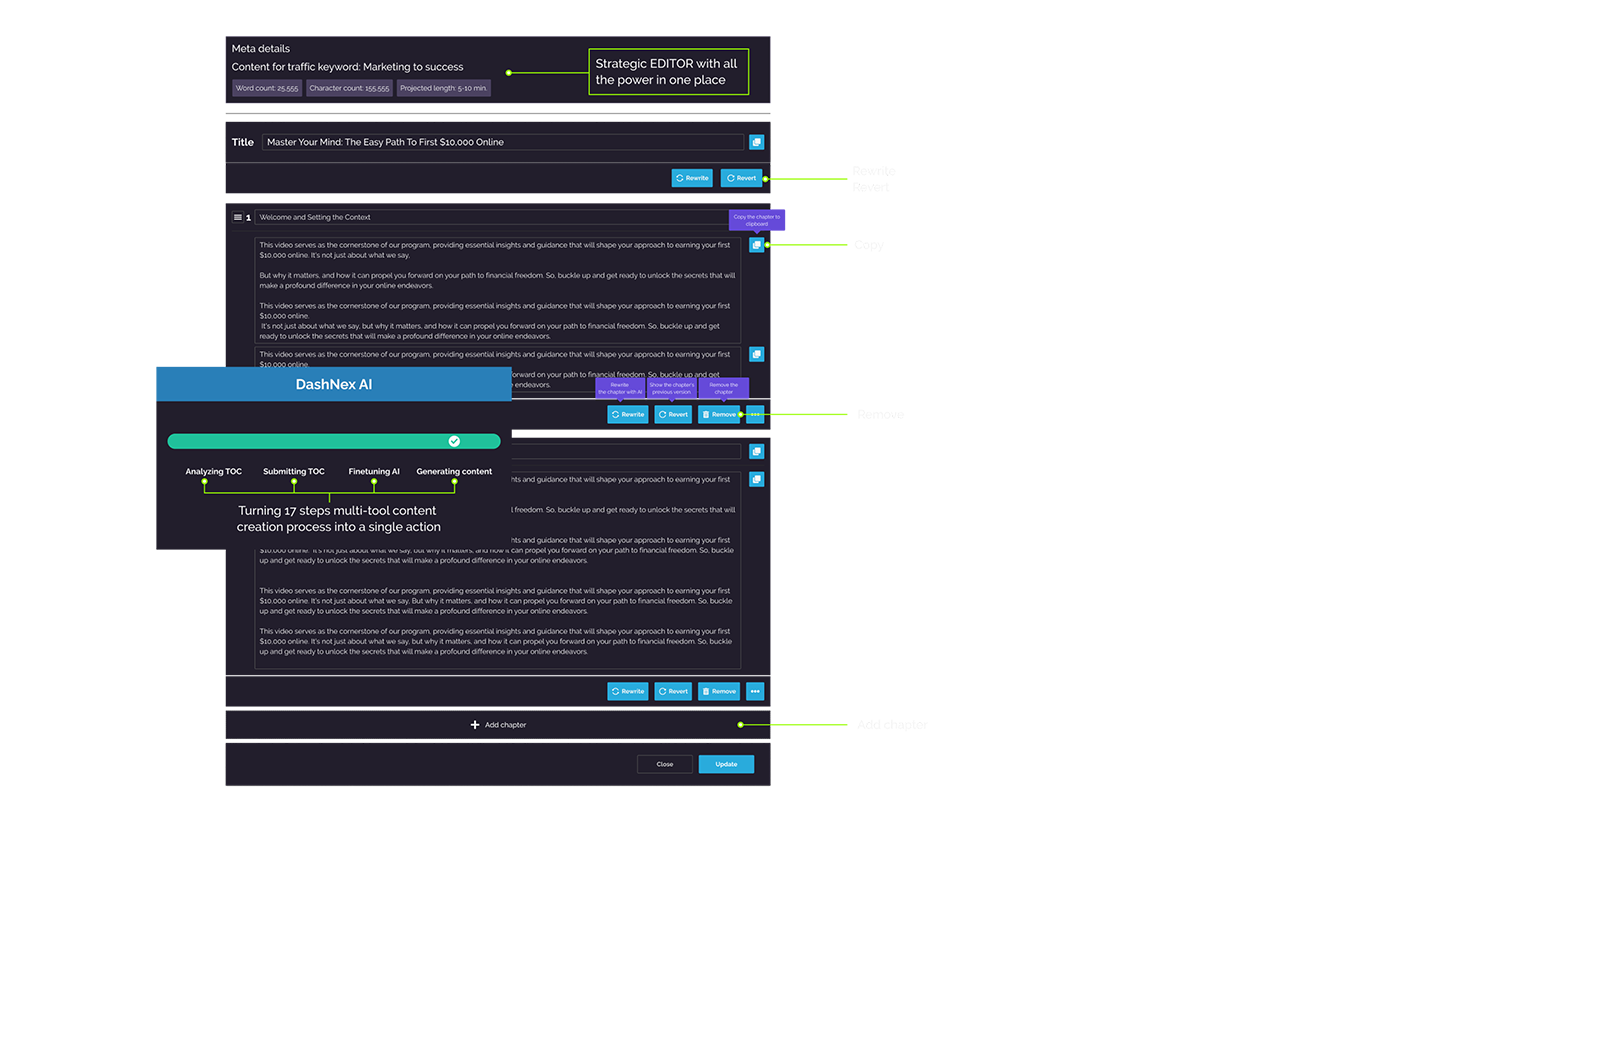 Meta details
Content for traffic keyword: Marketing to success
Word count: 25,555 Character count: 155,555 Projected length: 5-10 min.
Strategic EDITOR with all
the power in one place
Title Master Your Mind: The Easy Path To First $10,000 Online
Rewrite Revert
Rewrite
Revert
1 Welcome and Setting the Context
Copy the chapter to
clipboard
Copy
This video serves as the cornerstone of our program, providing essential insights and guidance that will shape your approach to earning your first
$10,000 online. It's not just about what we say,
But why it matters, and how it can propel you forward on your path to financial freedom. So, buckle up and get ready to unlock the secrets that will
make a profound difference in your online endeavors.
This video serves as the cornerstone of our program, providing essential insights and guidance that will shape your approach to earning your first
$10,000 online.
It's not just about what we say, but why it matters, and how it can propel you forward on your path to financial freedom. So, buckle up and get
ready to unlock the secrets that will make a profound difference in your online endeavors.
This video serves as the cornerstone of our program, providing essential insights and guidance that will shape your approach to earning your first
$10,000 online.
forward on your path to financial freedom. So, buckle up and get
endeavors.
Rewrite
the chapter with AI
Show the chapter's
previous version
Remove the
chapter
Rewrite Revert Remove
Remove
DashNex AI
Analyzing TOC Submitting TOC Finetuning AI Generating content
Turning 17 steps multi-tool content
creation process into a single action
and guidance that will shape your approach to earning your first
freedom. So, buckle up and get ready to unlock the secrets that will
and guidance that will shape your approach to earning your first
$10,000 online. It's not just about what we say, but why it matters, and how it can propel you forward on your path to financial freedom. So, buckle
up and get ready to unlock the secrets that will make a profound difference in your online endeavors.
This video serves as the cornerstone of our program, providing essential insights and guidance that will shape your approach to earning your first
$10,000 online. It's not just about what we say. But why it matters, and how it can propel you forward on your path to financial freedom. So, buckle
up and get ready to unlock the secrets that will make a profound difference in your online endeavors.
This video serves as the cornerstone of our program, providing essential insights and guidance that will shape your approach to earning your first
$10,000 online. It's not just about what we say, but why it matters, and how it can propel you forward on your path to financial freedom. So, buckle
up and get ready to unlock the secrets that will make a profound difference in your online endeavors.
Rewrite Revert Remove
Add chapter
Add chapter
Close Update